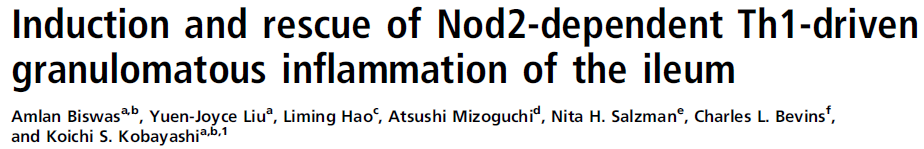 Induction and rescue of Nod2-dependent Th1-driven
granulomatous inflammation of the ileum
Amlan Biswasa,b, Yuen-Joyce Liua, Liming Haoc, Atsushi Mizoguchid, Nita H. Salzmane, Charles L. Bevinsf,
and Koichi S. Kobayashia,b,1